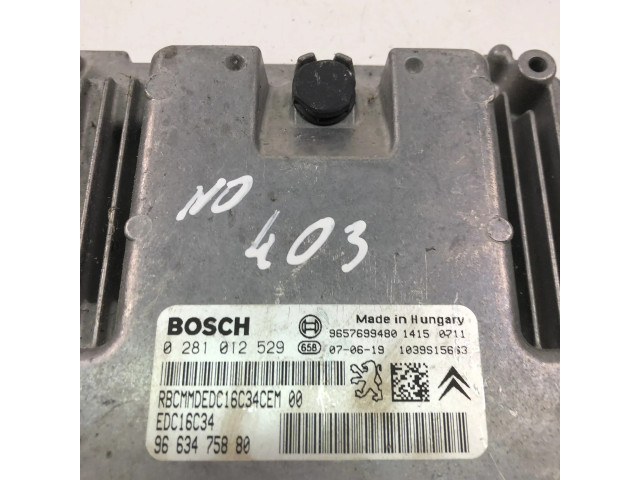 NO
403
BOSCH
Made in Hungary
9657699480 1415 0711
0 281 012 529
658
07-06-19
RBCMMDEDC16C34CEM 00
EDC16C34
96 634 758 80